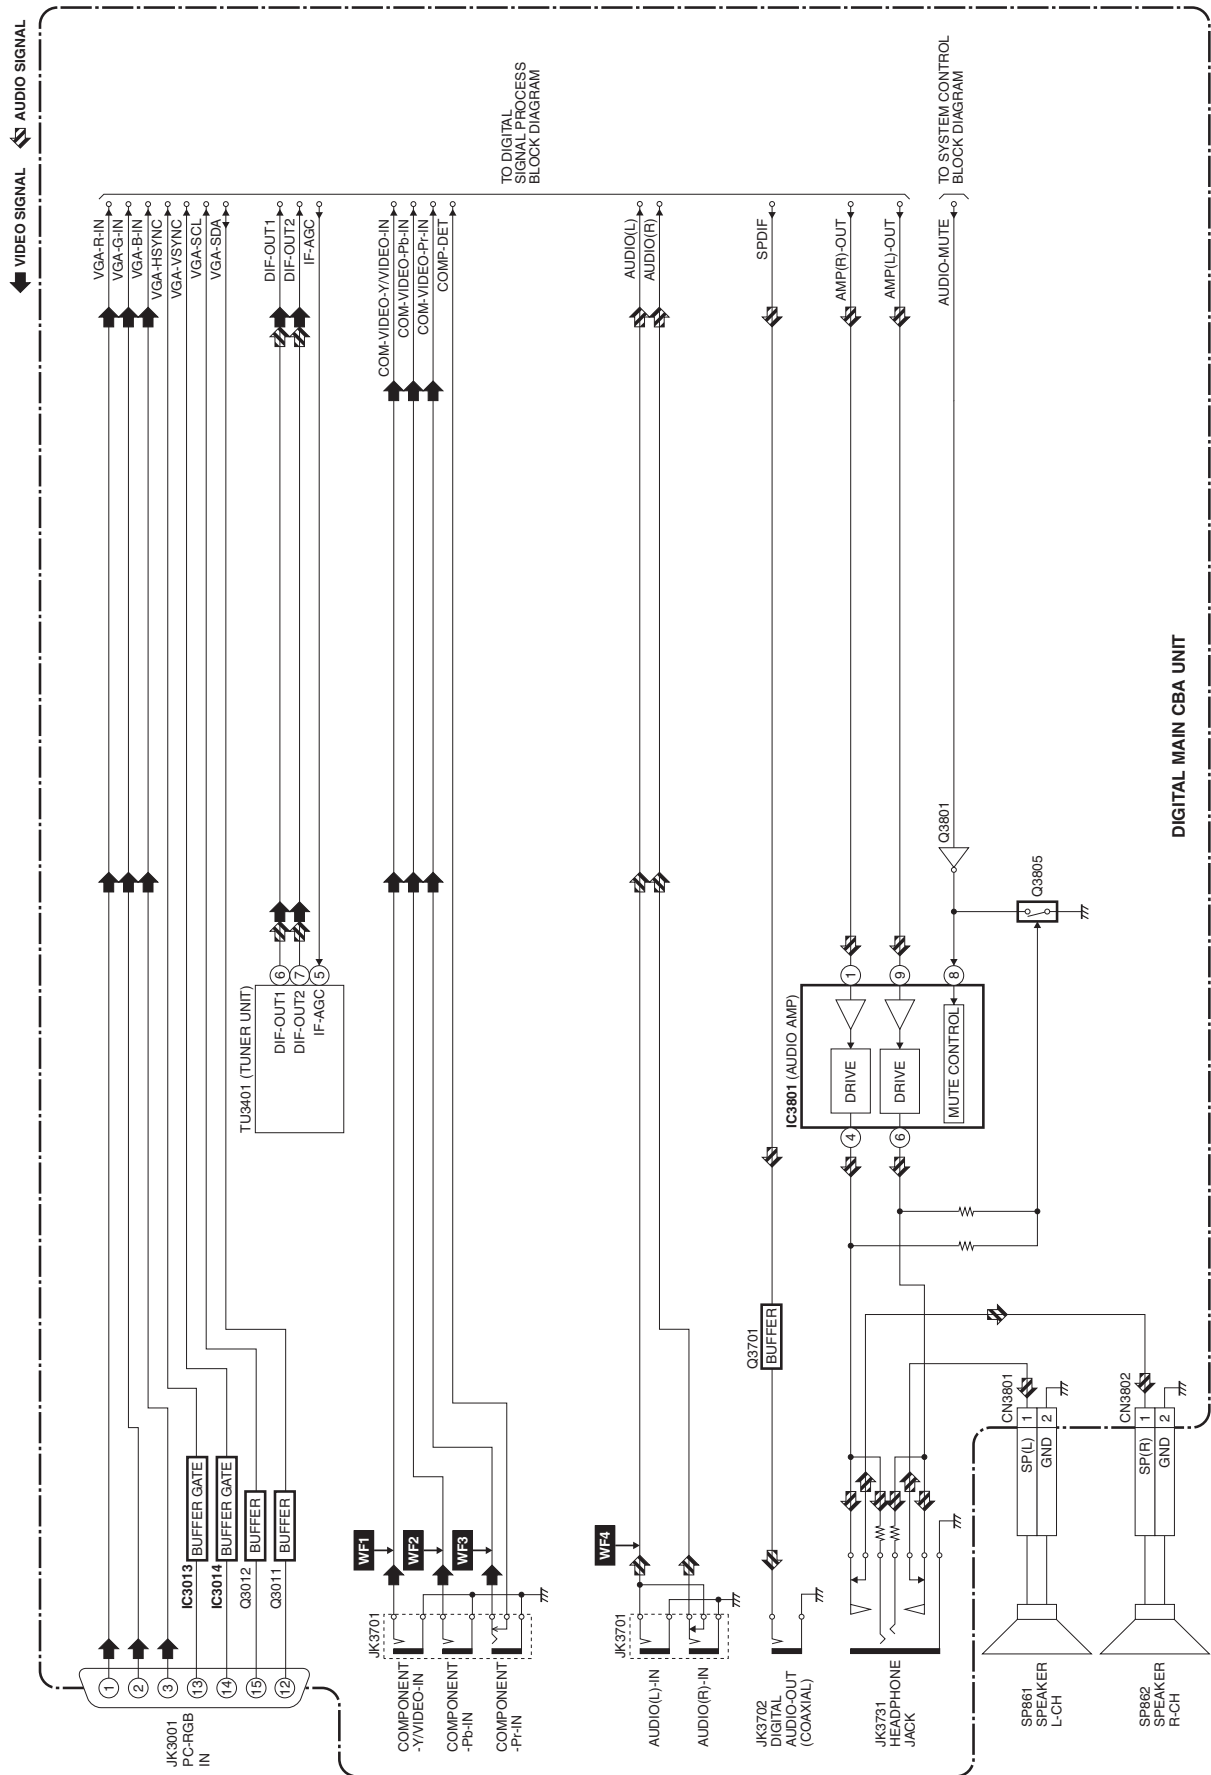 VIDEO SIGNAL
AUDIO SIGNAL
JK3001
PC-RGB
IN
1
2
3
13
14
15
12
IC3013
BUFFER GATE
IC3014
BUFFER GATE
Q3012
BUFFER
Q3011
BUFFER
VGA-R-IN
VGA-G-IN
VGA-B-IN
VGA-HSYNC
VGA-VSYNC
VGA-SCL
VGA-SDA
TU3401 (TUNER UNIT)
DIF-OUT1
6
DIF-OUT2
7
IF-AGC
5
DIF-OUT1
DIF-OUT2
IF-AGC
JK3701
COMPONENT
-Y/VIDEO-IN
COMPONENT
-Pb-IN
COMPONENT
-Pr-IN
WF1
WF2
WF3
COM-VIDEO-Y/VIDEO-IN
COM-VIDEO-Pb-IN
COM-VIDEO-Pr-IN
COMP-DET
TO DIGITAL
SIGNAL PROCESS
BLOCK DIAGRAM
JK3701
AUDIO(L)-IN
AUDIO(R)-IN
WF4
AUDIO(L)
AUDIO(R)
JK3702
DIGITAL
AUDIO-OUT
(COAXIAL)
Q3701
BUFFER
SPDIF
JK3731
HEADPHONE
JACK
IC3801 (AUDIO AMP)
4
DRIVE
1
6
DRIVE
9
MUTE CONTROL
8
AMP(R)-OUT
AMP(L)-OUT
AUDIO-MUTE
TO SYSTEM CONTROL
BLOCK DIAGRAM
Q3801
Q3805
SP861
SPEAKER
L-CH
CN3801
SP(L)
1
GND
2
SP862
SPEAKER
R-CH
CN3802
SP(R)
1
GND
2
DIGITAL MAIN CBA UNIT